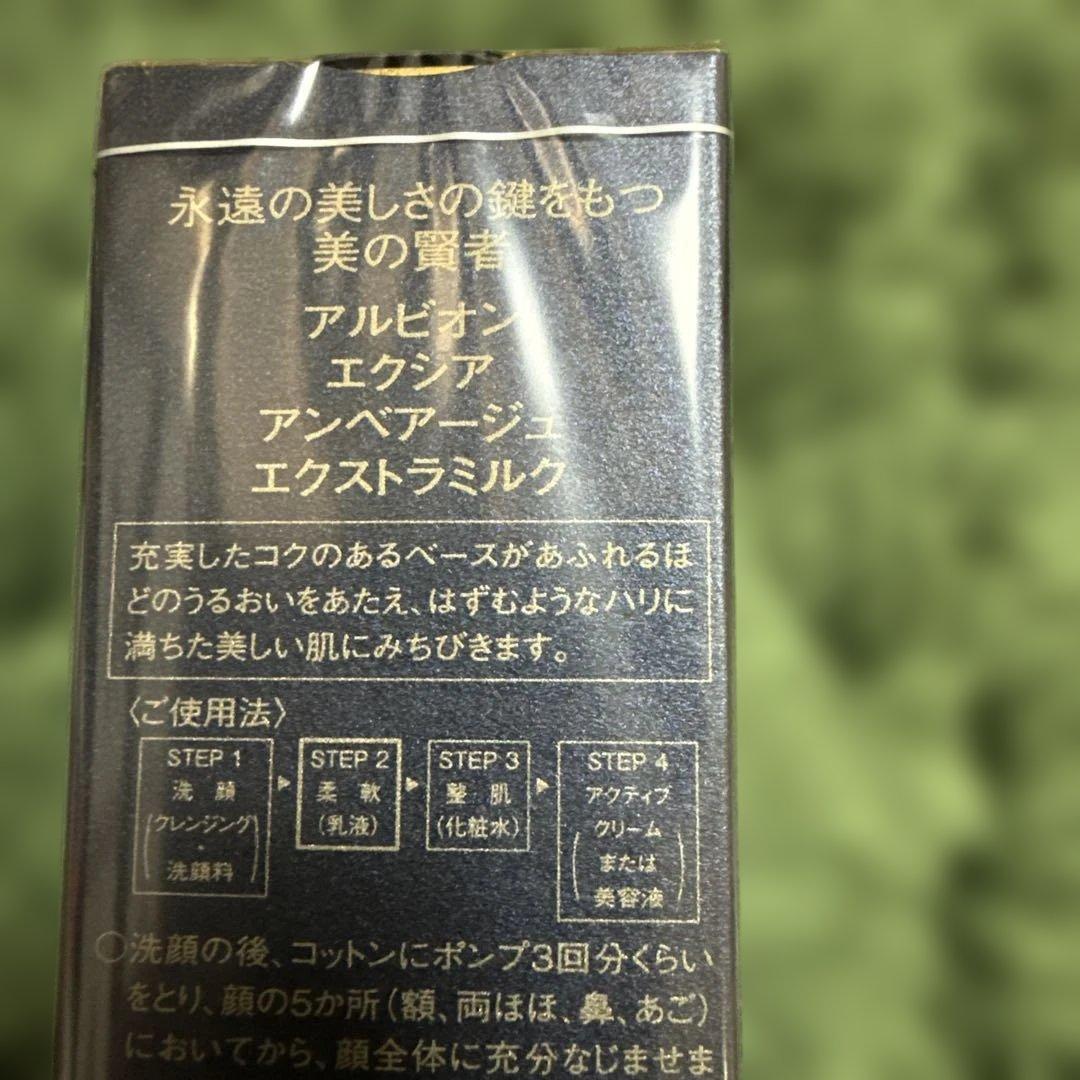 永遠の美しさの鍵をもつ
美の賢者
アルビオン
エクシア
アンベアージュ
エクストラミルク
充実したコクのあるベースがあふれるほ
どのうるおいをあたえ、はずむようなハリに
満ちた美しい肌にみちびきます。
〈ご使用法〉
STEP 1
洗 顔
(クレンジング
・
洗顔料)
STEP 2
柔 軟
(乳液)
STEP 3
整 肌
(化粧水)
STEP 4
アクティブ
(クリーム
または
美容液)
○洗顔の後、コットンにポンプ3回分くらい
をとり、顔の5か所(額、両ほほ、鼻、あご)
においてから、顔全体に充分なじませま